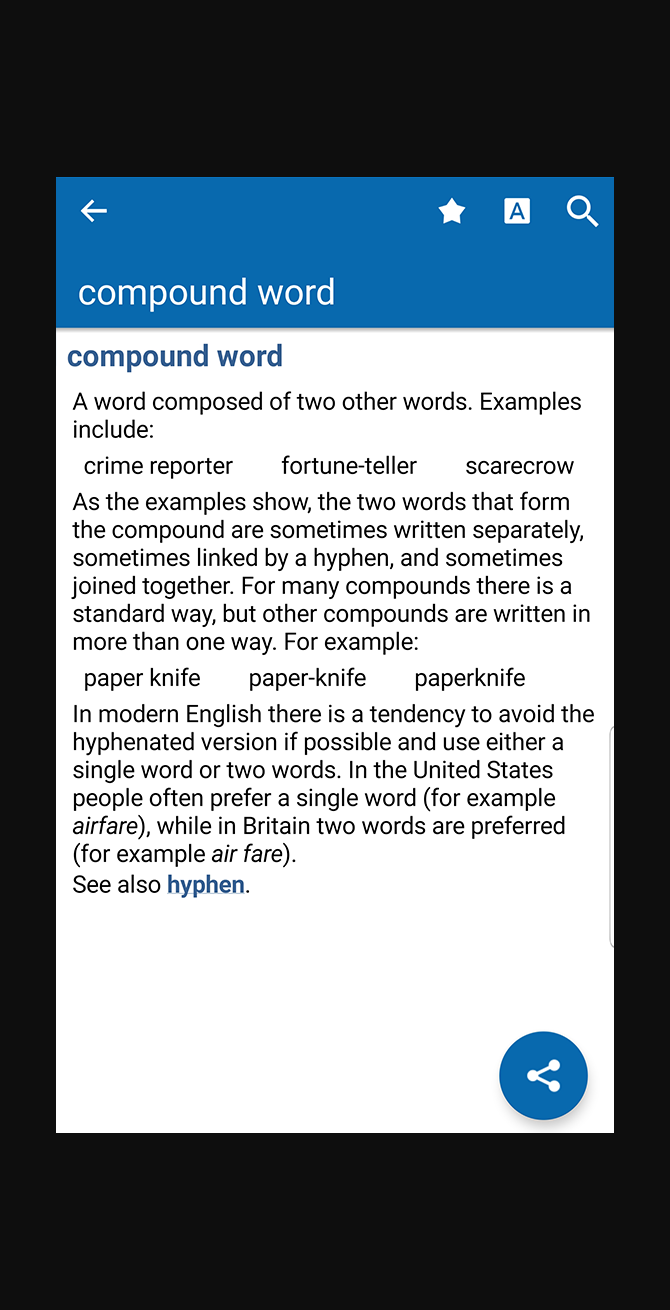 A
compound word
compound word
A word composed of two other words. Examples
include:
crime reporter fortune-teller scarecrow
As the examples show, the two words that form
the compound are sometimes written separately,
sometimes linked by a hyphen, and sometimes
joined together. For many compounds there is a
standard way, but other compounds are written in
more than one way. For example:
paper knife paper-knife paperknife
In modern English there is a tendency to avoid the
hyphenated version if possible and use either a
single word or two words. In the United States
people often prefer a single word (for example
airfare), while in Britain two words are preferred
(for example air fare).
See also hyphen.